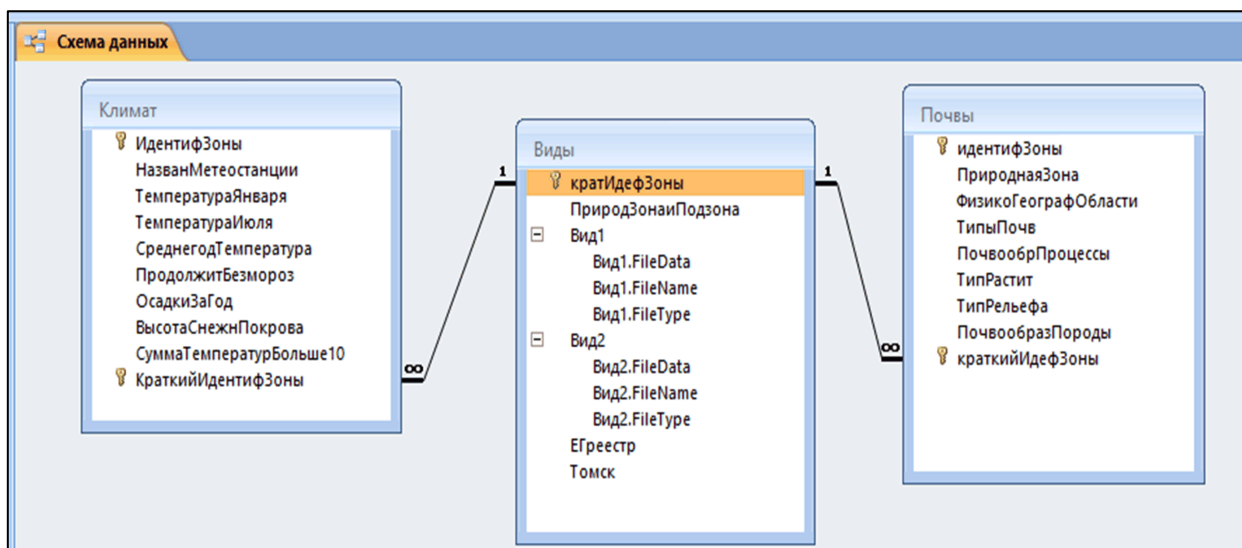 Схема данных
Климат
ИдентифЗоны
НазванМетеостанции
ТемператураЯнваря
ТемператураИюля
СреднегодТемпература
ПродолжитБезмороз
ОсадкиЗаГод
ВысотаСнежнПокрова
СуммаТемпературБольше10
КраткийИдентифЗоны
1
∞
Виды
кратИдефЗоны
ПриродЗонаиПодзона
Вид1
Вид1.FileData
Вид1.FileName
Вид1.FileType
Вид2
Вид2.FileData
Вид2.FileName
Вид2.FileType
ЕГреестр
Томск
1
∞
Почвы
идентифЗоны
ПрироднаяЗона
ФизикоГеографОбласти
ТипыПочв
ПочвообрПроцессы
ТипРастит
ТипРельефа
ПочвообразПороды
краткийИдефЗоны